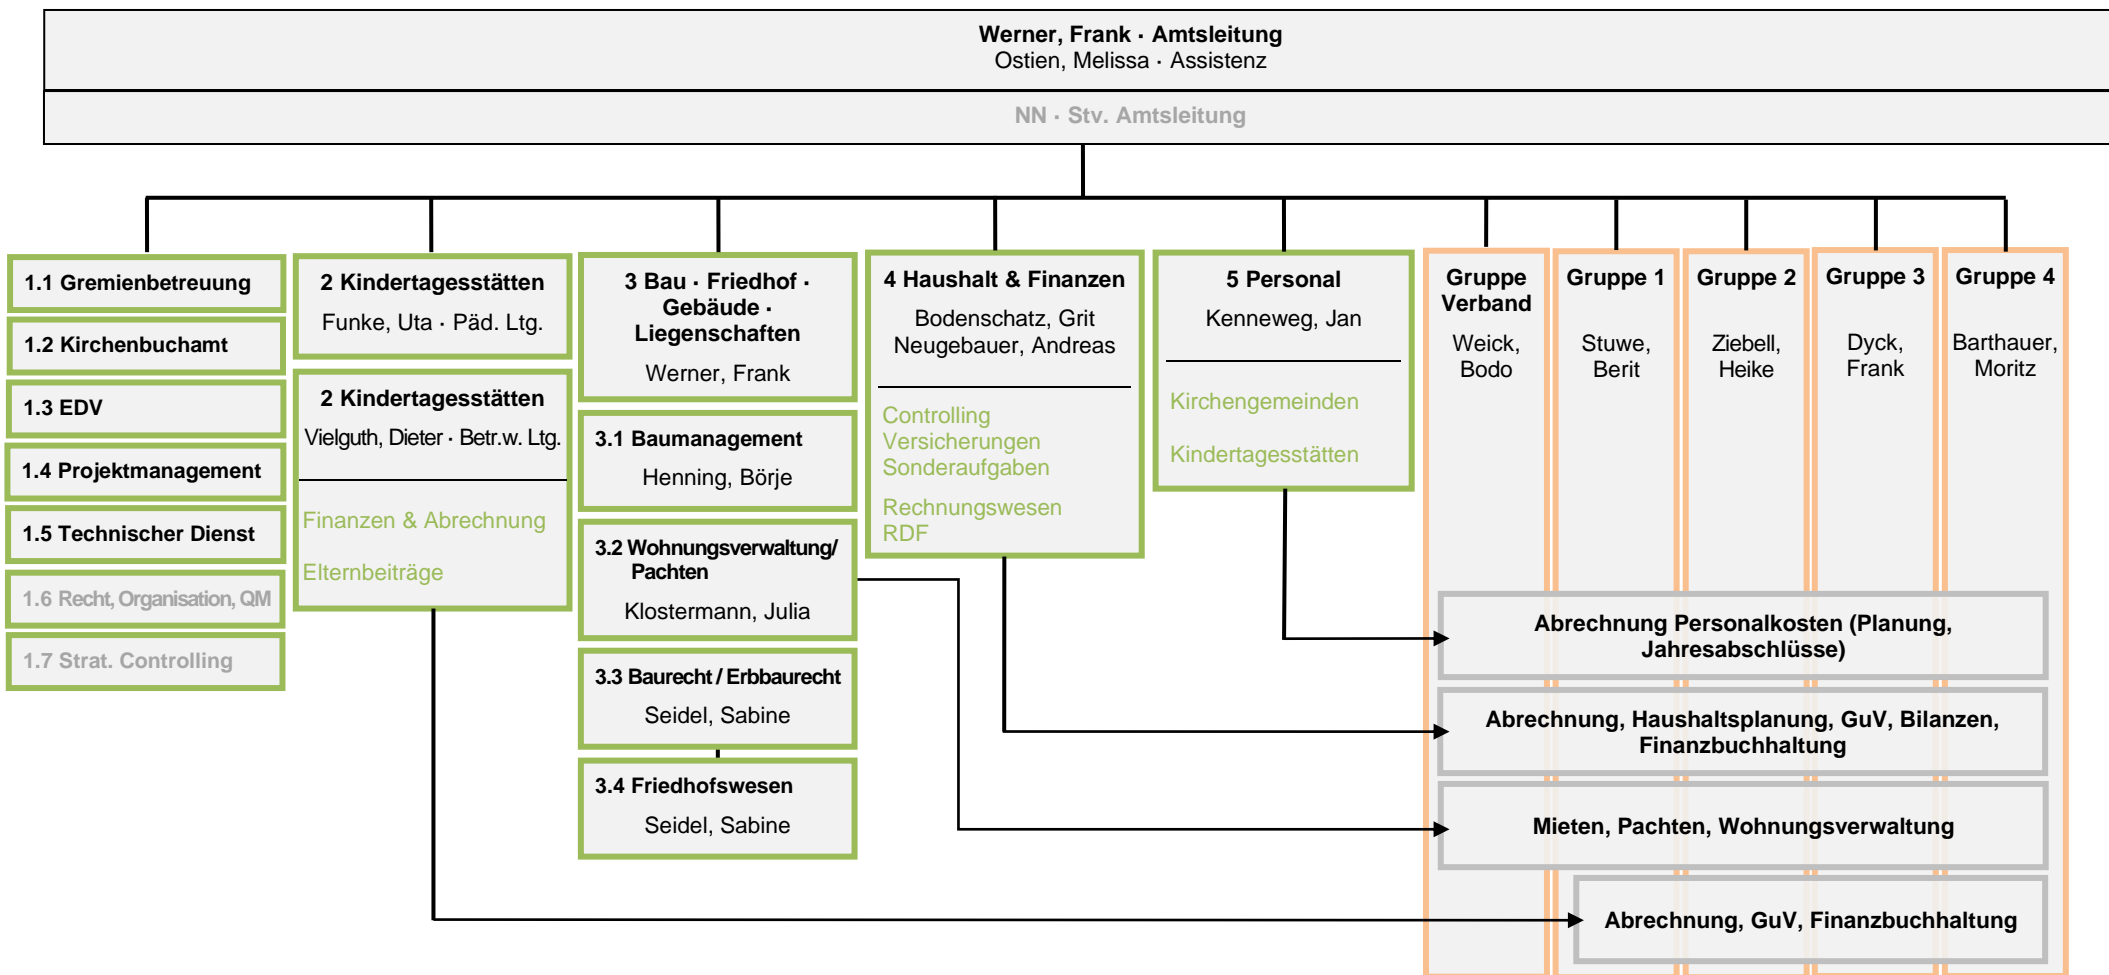 Werner, Frank · Amtsleitung
Ostien, Melissa · Assistenz
NN · Stv. Amtsleitung
1.1 Gremienbetreuung
1.2 Kirchenbuchamt
1.3 EDV
1.4 Projektmanagement
1.5 Technischer Dienst
1.6 Recht, Organisation, QM
1.7 Strat. Controlling
2 Kindertagesstätten
Funke, Uta · Päd. Ltg.
2 Kindertagesstätten
Vielguth, Dieter · Betr.w. Ltg.
Finanzen & Abrechnung
Elternbeiträge
3 Bau · Friedhof ·
Gebäude ·
Liegenschaften
Werner, Frank
3.1 Baumanagement
Henning, Börje
3.2 Wohnungsverwaltung/
Pachten
Klostermann, Julia
3.3 Baurecht / Erbbaurecht
Seidel, Sabine
3.4 Friedhofswesen
Seidel, Sabine
4 Haushalt & Finanzen
Bodenschatz, Grit
Neugebauer, Andreas
Controlling
Versicherungen
Sonderaufgaben
Rechnungswesen
RDF
5 Personal
Kenneweg, Jan
Kirchengemeinden
Kindertagesstätten
Gruppe
Verband
Weick,
Bodo
Gruppe 1
Stuwe,
Berit
Gruppe 2
Ziebell,
Heike
Gruppe 3
Dyck,
Frank
Gruppe 4
Barthauer,
Moritz
Abrechnung Personalkosten (Planung,
Jahresabschlüsse)
Abrechnung, Haushaltsplanung, GuV, Bilanzen,
Finanzbuchhaltung
Mieten, Pachten, Wohnungsverwaltung
Abrechnung, GuV, Finanzbuchhaltung